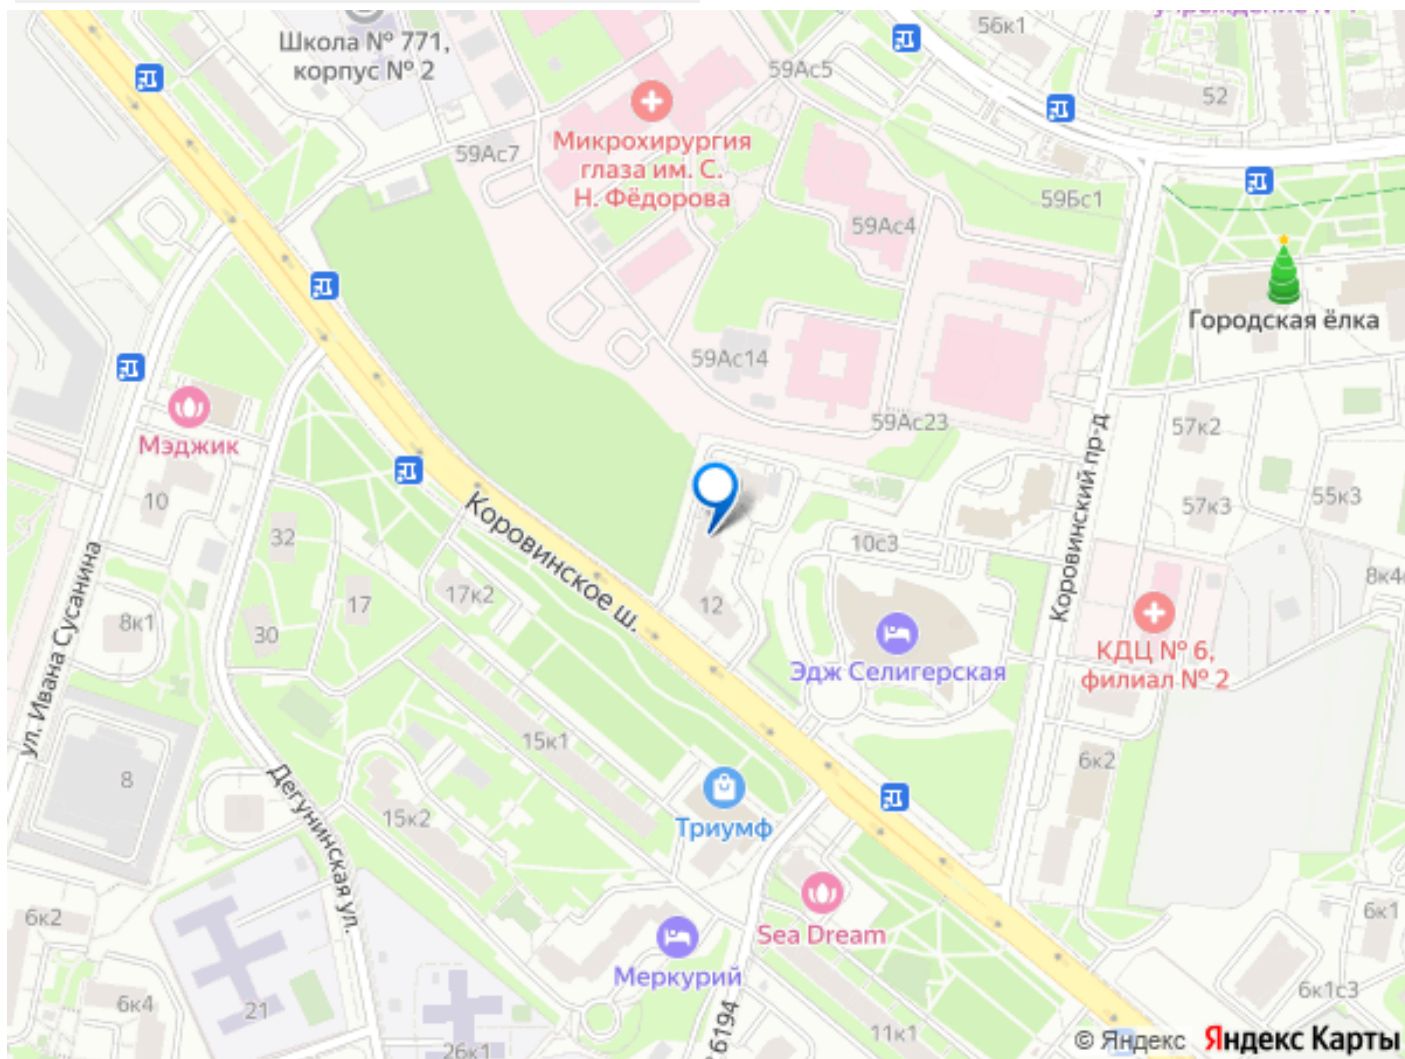 Школа № 771,
корпус № 2
56к1
59Ас5
52
Микрохирургия
глаза им. С.
Н. Фёдорова
59Ас7
59Бс1
59Ас4
Городская ёлка
59Ас14
Мэджик
59Ас23
57к2
Коровинский пр-д
10
57к3
55к3
Коровинское ш.
32
10с3
17к2
17
12
8к1
30
8к4
ул. Ивана Сусанина
Эдж Селигерская
КДЦ № 6,
филиал № 2
15к1
6к2
8
Дегунинская ул.
15к2
Триумф
Sea Dream
6к2
6к1
Меркурий
6к4
21
6к1с3
6194
11к1
26к1
© Яндекс Яндекс Карты